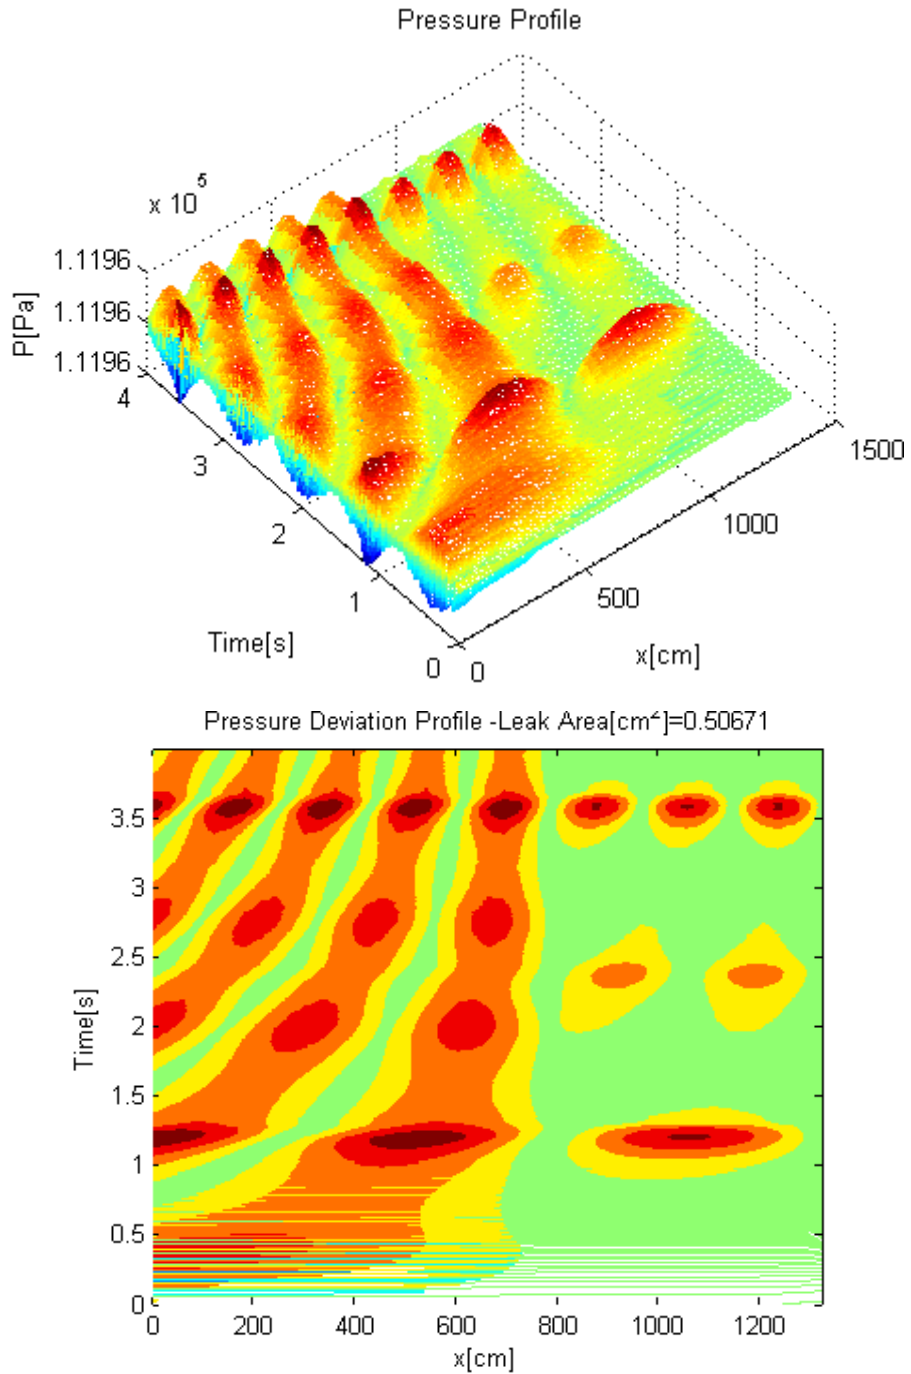 Pressure Profile
x 10^5
1.1196
1.1196
1.1196
P[Pa]
4
3
2
1
0
Time[s]
0
500
1000
1500
x[cm]
Pressure Deviation Profile -Leak Area[cm²]=0.50671
3.5
3
2.5
2
1.5
1
0.5
0
Time[s]
0 200 400 600 800 1000 1200
x[cm]